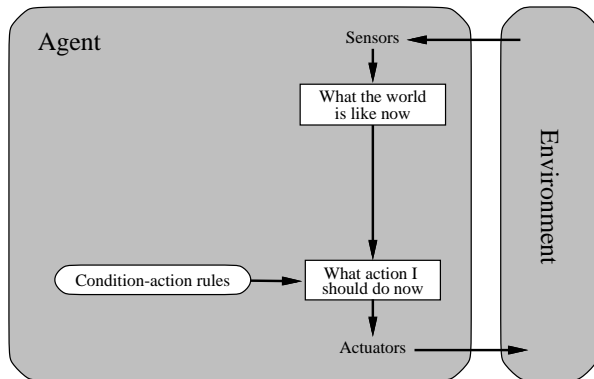 Agent
Sensors
What the world
is like now
Environment
Condition-action rules
What action I
should do now
Actuators